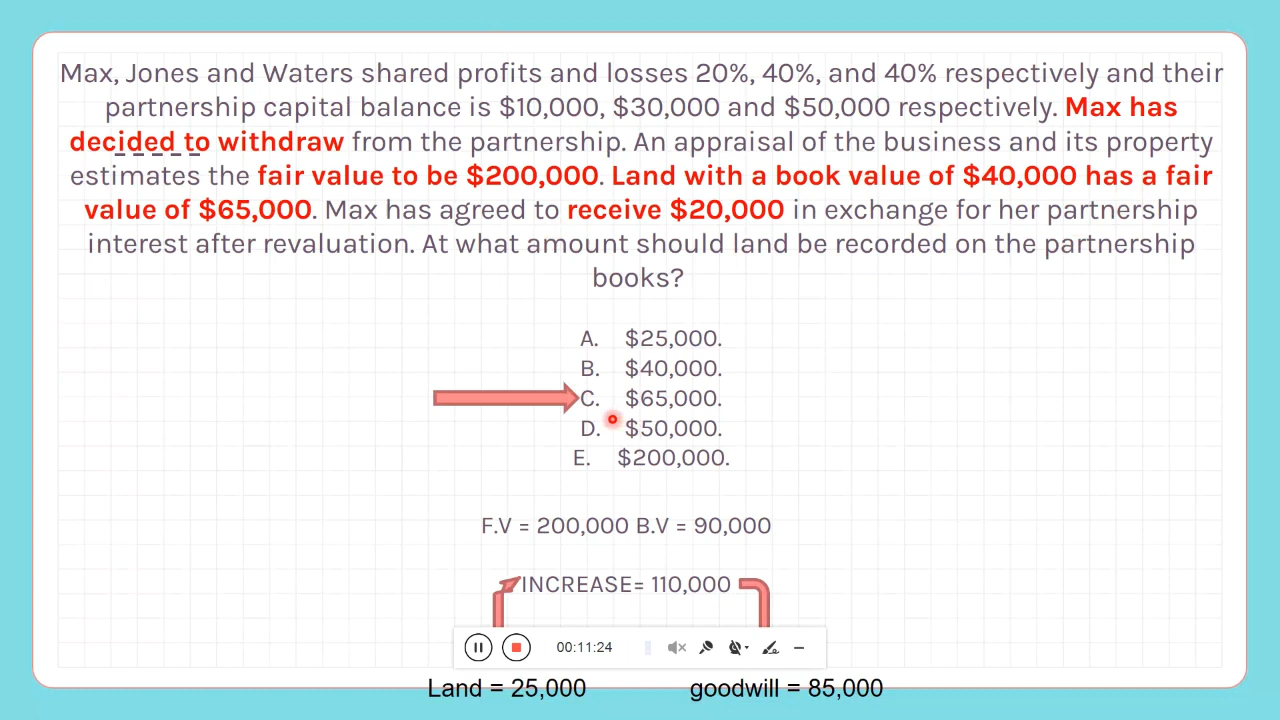 Max, Jones and Waters shared profits and losses 20%, 40%, and 40% respectively and their
partnership capital balance is $10,000, $30,000 and $50,000 respectively. Max has
decided to withdraw from the partnership. An appraisal of the business and its property
estimates the fair value to be $200,000. Land with a book value of $40,000 has a fair
value of $65,000. Max has agreed to receive $20,000 in exchange for her partnership
interest after revaluation. At what amount should land be recorded on the partnership
books?
A. $25,000.
B. $40,000.
C. $65,000.
D. $50,000.
E. $200,000.
F.V = 200,000 B.V = 90,000
INCREASE= 110,000
00:11:24
Land = 25,000 goodwill = 85,000